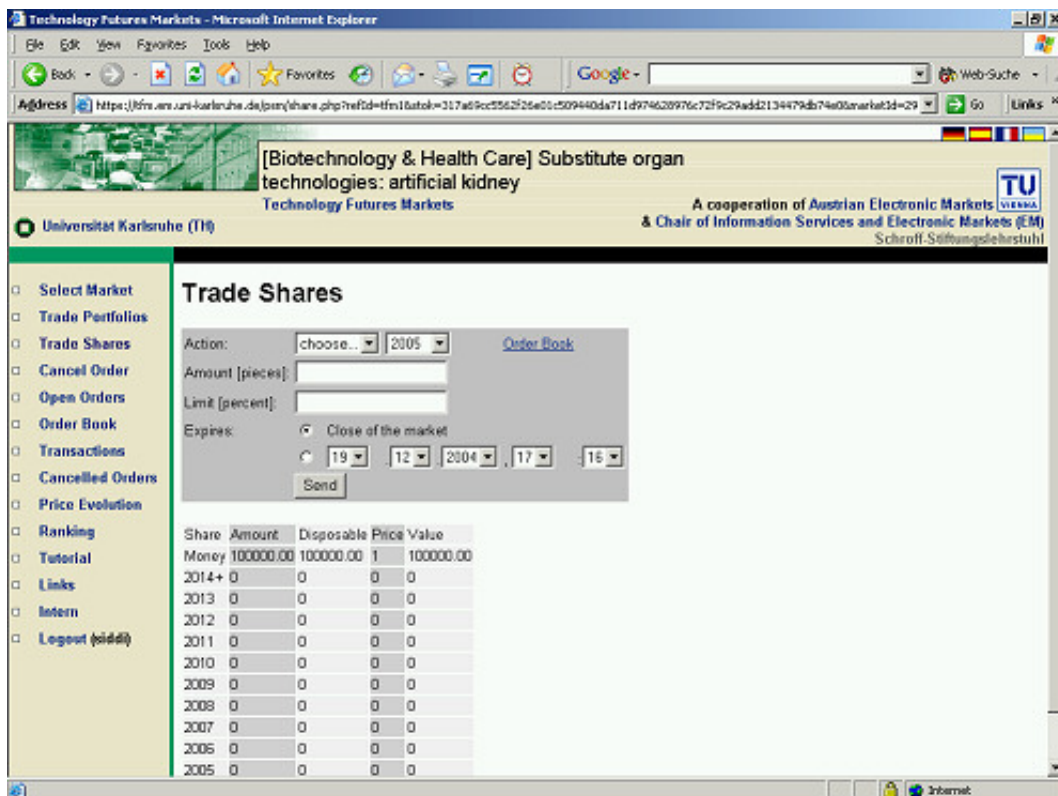 Technology Futures Markets - Microsoft Internet Explorer
File Edit View Favorites Tools Help
Back Favorites Google Web-Suche
Address Go Links
[Biotechnology & Health Care] Substitute organ
technologies: artificial kidney
Technology Futures Markets
TU
VIENNA
A cooperation of Austrian Electronic Markets
& Chair of Information Services and Electronic Markets (EM)
Schroff-Stiftungslehrstuhl
Universität Karlsruhe (TH)
Select Market
Trade Portfolios
Trade Shares
Cancel Order
Open Orders
Order Book
Transactions
Cancelled Orders
Price Evolution
Ranking
Tutorial
Links
Intern
Logout (siddi)
Trade Shares
Action: choose... 2005 Order Book
Amount [pieces]:
Limit [percent]:
Expires: Close of the market
19 . 12 . 2004 , 17 : 16
Send
Share Amount Disposable Price Value
Money 100000.00 100000.00 1 100000.00
2014+ 0 0 0 0
2013 0 0 0 0
2012 0 0 0 0
2011 0 0 0 0
2010 0 0 0 0
2009 0 0 0 0
2008 0 0 0 0
2007 0 0 0 0
2006 0 0 0 0
2005 0 0 0 0
Internet